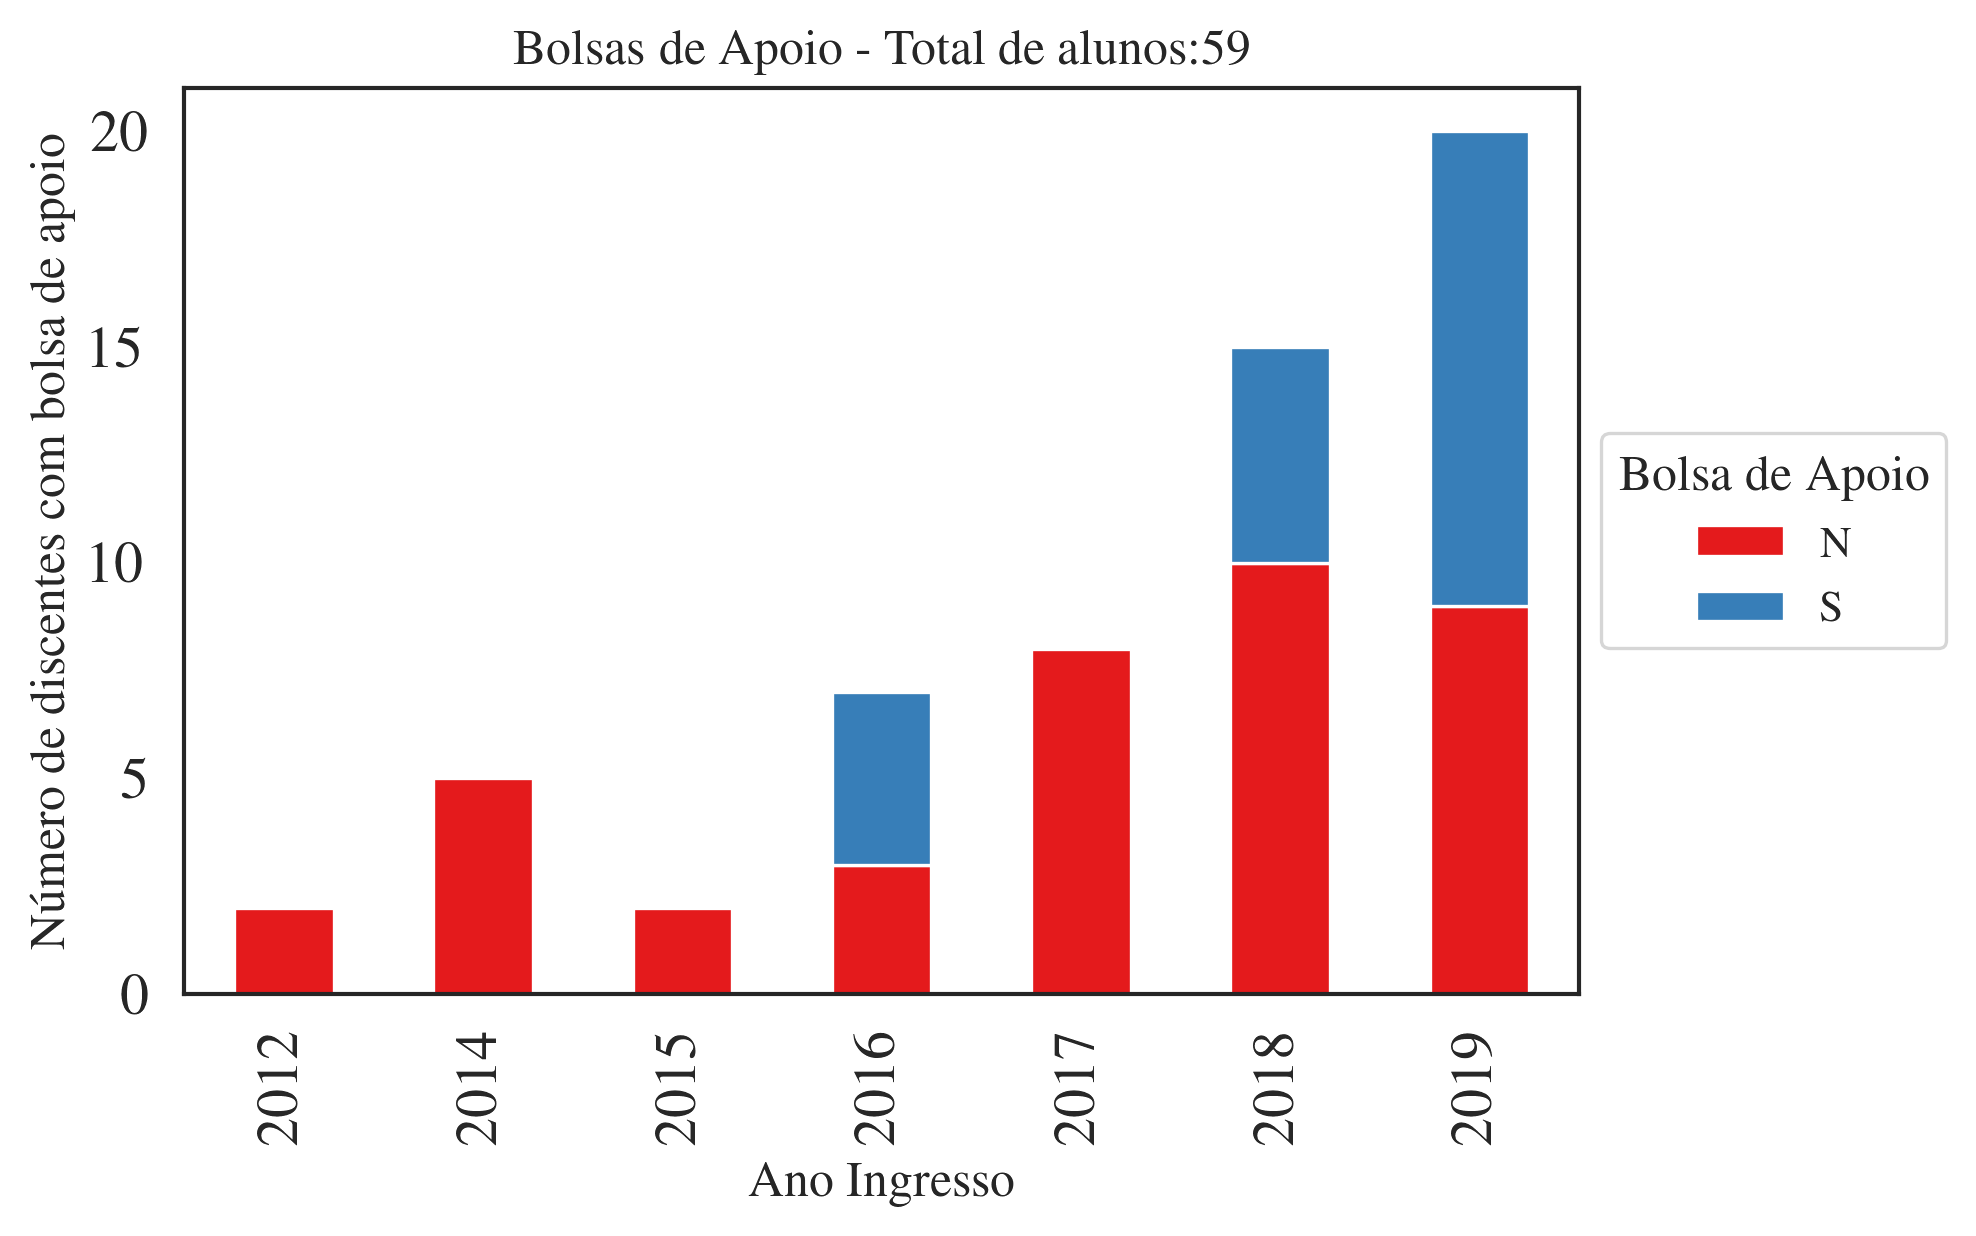 Bolsas de Apoio - Total de alunos:59
Número de discentes com bolsa de apoio
20
15
10
5
0
2012
2014
2015
2016
2017
2018
2019
Ano Ingresso
Bolsa de Apoio
N
S